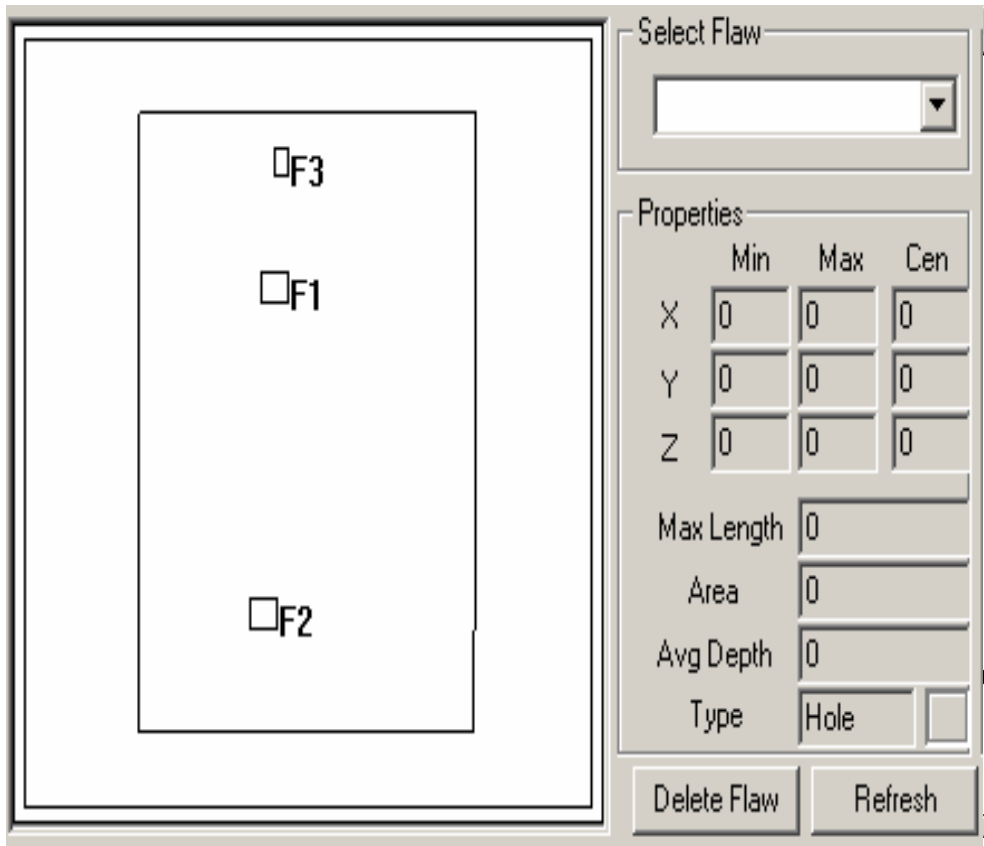 F3
F1
F2
Select Flaw
Properties
Min Max Cen
X 0 0 0
Y 0 0 0
Z 0 0 0
Max Length 0
Area 0
Avg Depth 0
Type Hole
Delete Flaw Refresh